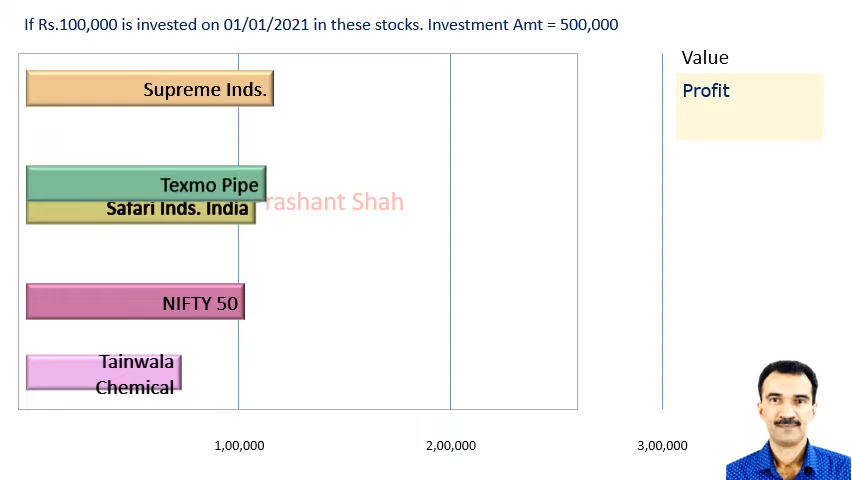 If Rs.100,000 is invested on 01/01/2021 in these stocks. Investment Amt = 500,000
Value
Profit
Supreme Inds.
Texmo Pipe
Safari Inds. India
rashant Shah
NIFTY 50
Tainwala
Chemical
1,00,000
2,00,000
3,00,000